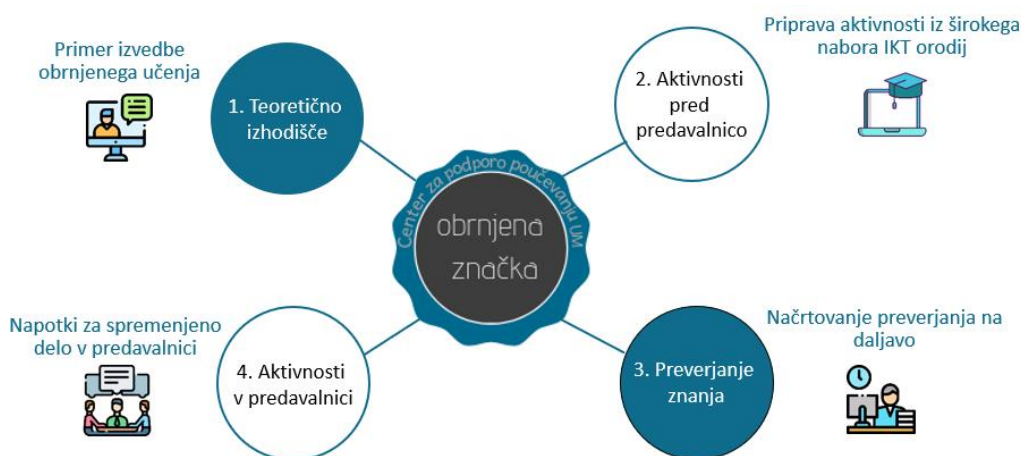 Primer izvedbe
obrnjenega učenja
1. Teoretično
izhodišče
2. Aktivnosti
pred
predavalnico
Priprava aktivnosti iz širokega
nabora IKT orodij
Center za podporo poučevanju UM
obrnjena
značka
Napotki za spremenjeno
delo v predavalnici
4. Aktivnosti
v predavalnici
3. Preverjanje
znanja
Načrtovanje preverjanja na
daljavo